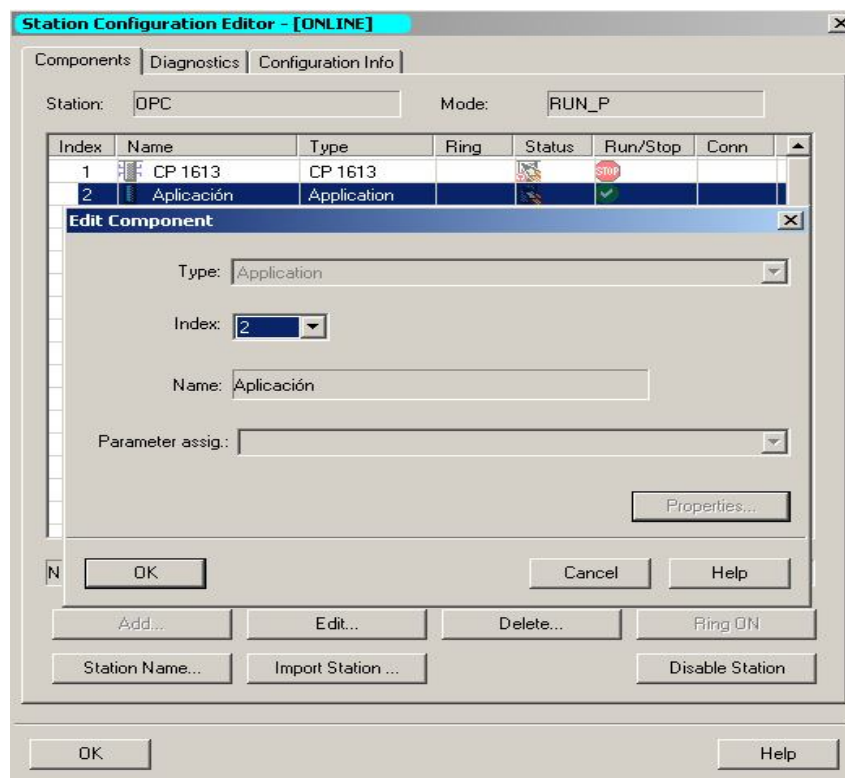 Station Configuration Editor - [ONLINE]
Components Diagnostics Configuration Info
Station: OPC Mode: RUN_P
Index Name Type Ring Status Run/Stop Conn
1 CP 1613 CP 1613 STOP
2 Aplicación Application
Edit Component
Type: Application
Index: 2
Name: Aplicación
Parameter assig.:
Properties...
N
OK Cancel Help
Add... Edit... Delete... Ring ON
Station Name... Import Station ... Disable Station
OK Help